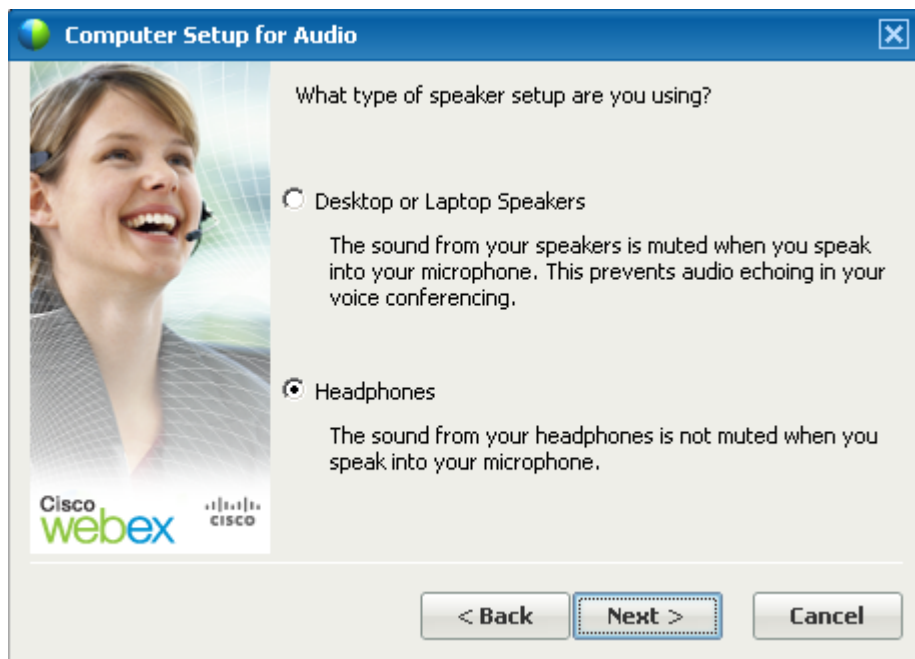 Computer Setup for Audio
What type of speaker setup are you using?
Desktop or Laptop Speakers
The sound from your speakers is muted when you speak
into your microphone. This prevents audio echoing in your
voice conferencing.
Headphones
The sound from your headphones is not muted when you
speak into your microphone.
Cisco
webex
CISCO
< Back
Next >
Cancel